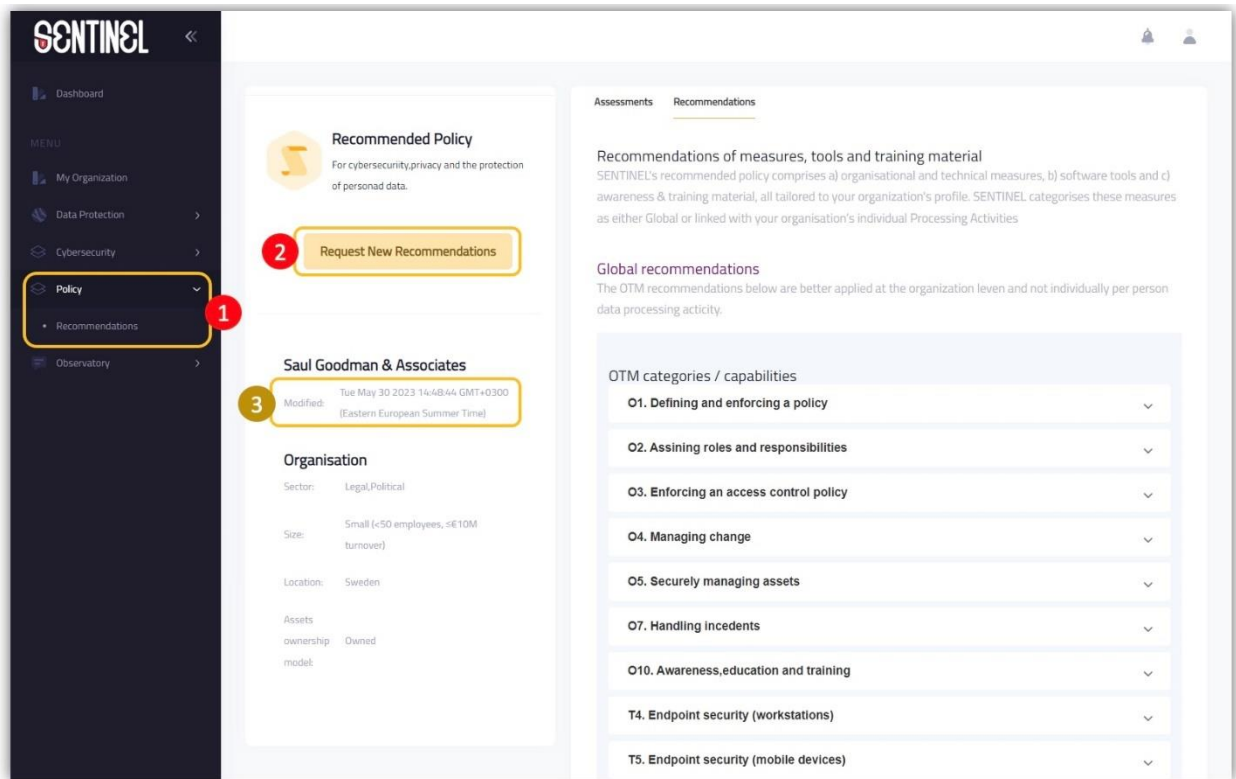 SENTINEL
Dashboard
MENU
My Organization
Data Protection
Cybersecurity
Policy
Recommendations
Observatory
1
Recommended Policy
For cybersecuriity,privacy and the protection
of personad data.
2
Request New Recommendations
Saul Goodman & Associates
3
Modified: Tue May 30 2023 14:48:44 GMT+0300
(Eastern European Summer Time)
Organisation
Sector: Legal,Political
Size: Small (<50 employees, ≤€10M
turnover)
Location: Sweden
Assets
ownership Owned
model:
Assessments Recommendations
Recommendations of measures, tools and training material
SENTINEL's recommended policy comprises a) organisational and technical measures, b) software tools and c)
awareness & training material, all tailored to your organization's profile. SENTINEL categorises these measures
as either Global or linked with your organisation's individual Processing Activities
Global recommendations
The OTM recommendations below are better applied at the organization leven and not individually per person
data processing acticity.
OTM categories / capabilities
O1. Defining and enforcing a policy
O2. Assining roles and responsibilities
O3. Enforcing an access control policy
O4. Managing change
O5. Securely managing assets
O7. Handling incedents
O10. Awareness,education and training
T4. Endpoint security (workstations)
T5. Endpoint security (mobile devices)